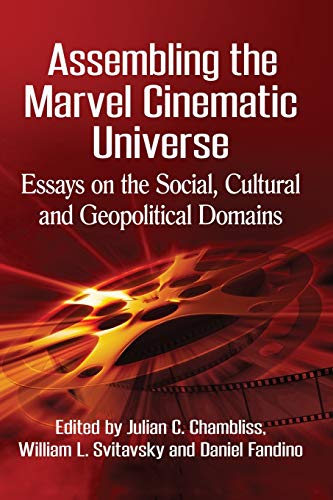 Assembling the
Marvel Cinematic
Universe
Essays on the Social, Cultural
and Geopolitical Domains
Edited by Julian C. Chambliss,
William L. Svitavsky and Daniel Fandino